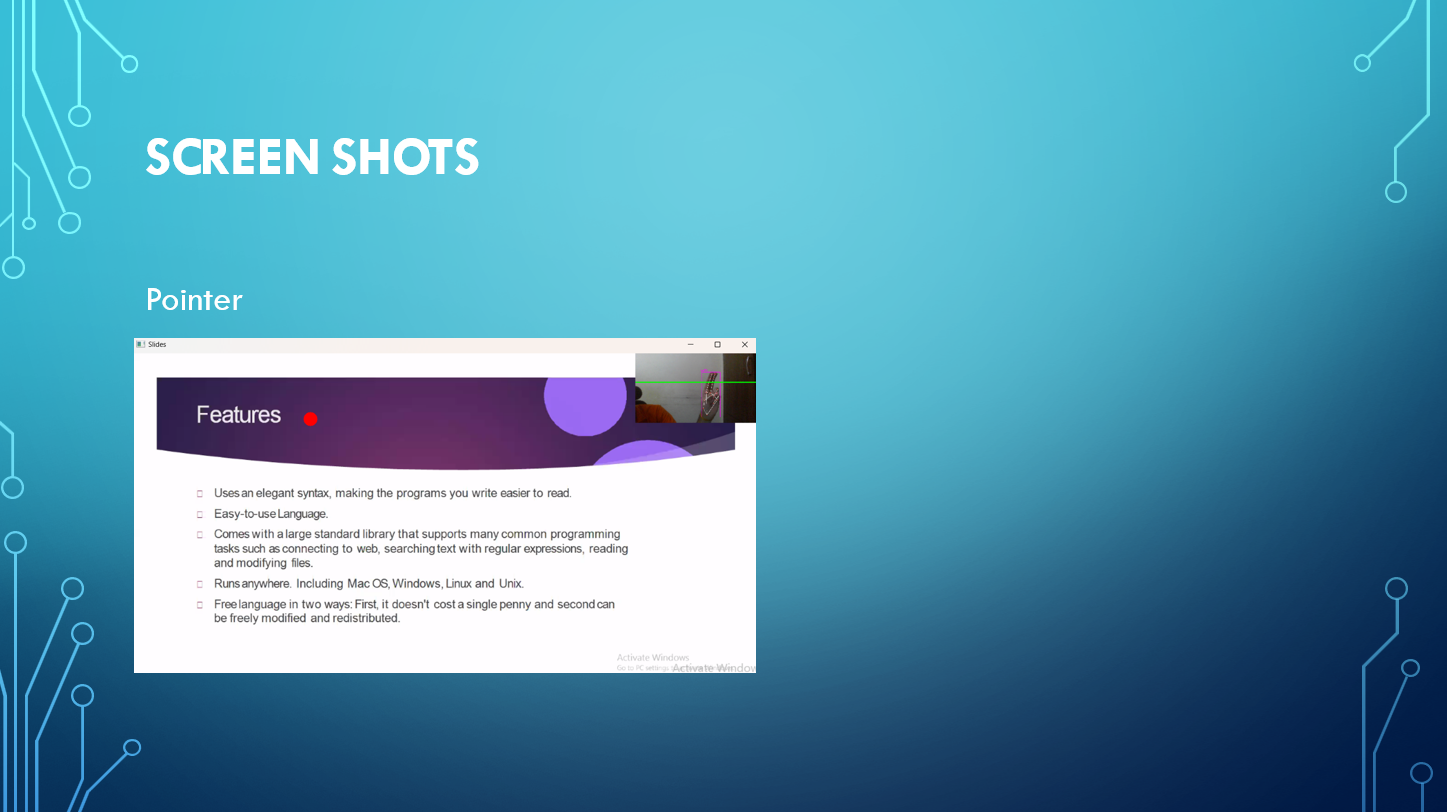 SCREEN SHOTS
Pointer
Slides
Features
Uses an elegant syntax, making the programs you write easier to read.
Easy-to-use Language.
Comes with a large standard library that supports many common programming
tasks such as connecting to web, searching text with regular expressions, reading
and modifying files.
Runs anywhere. Including Mac OS, Windows, Linux and Unix.
Free language in two ways: First, it doesn't cost a single penny and second can
be freely modified and redistributed.
Activate Windows
Go to PC settings
Activate Window